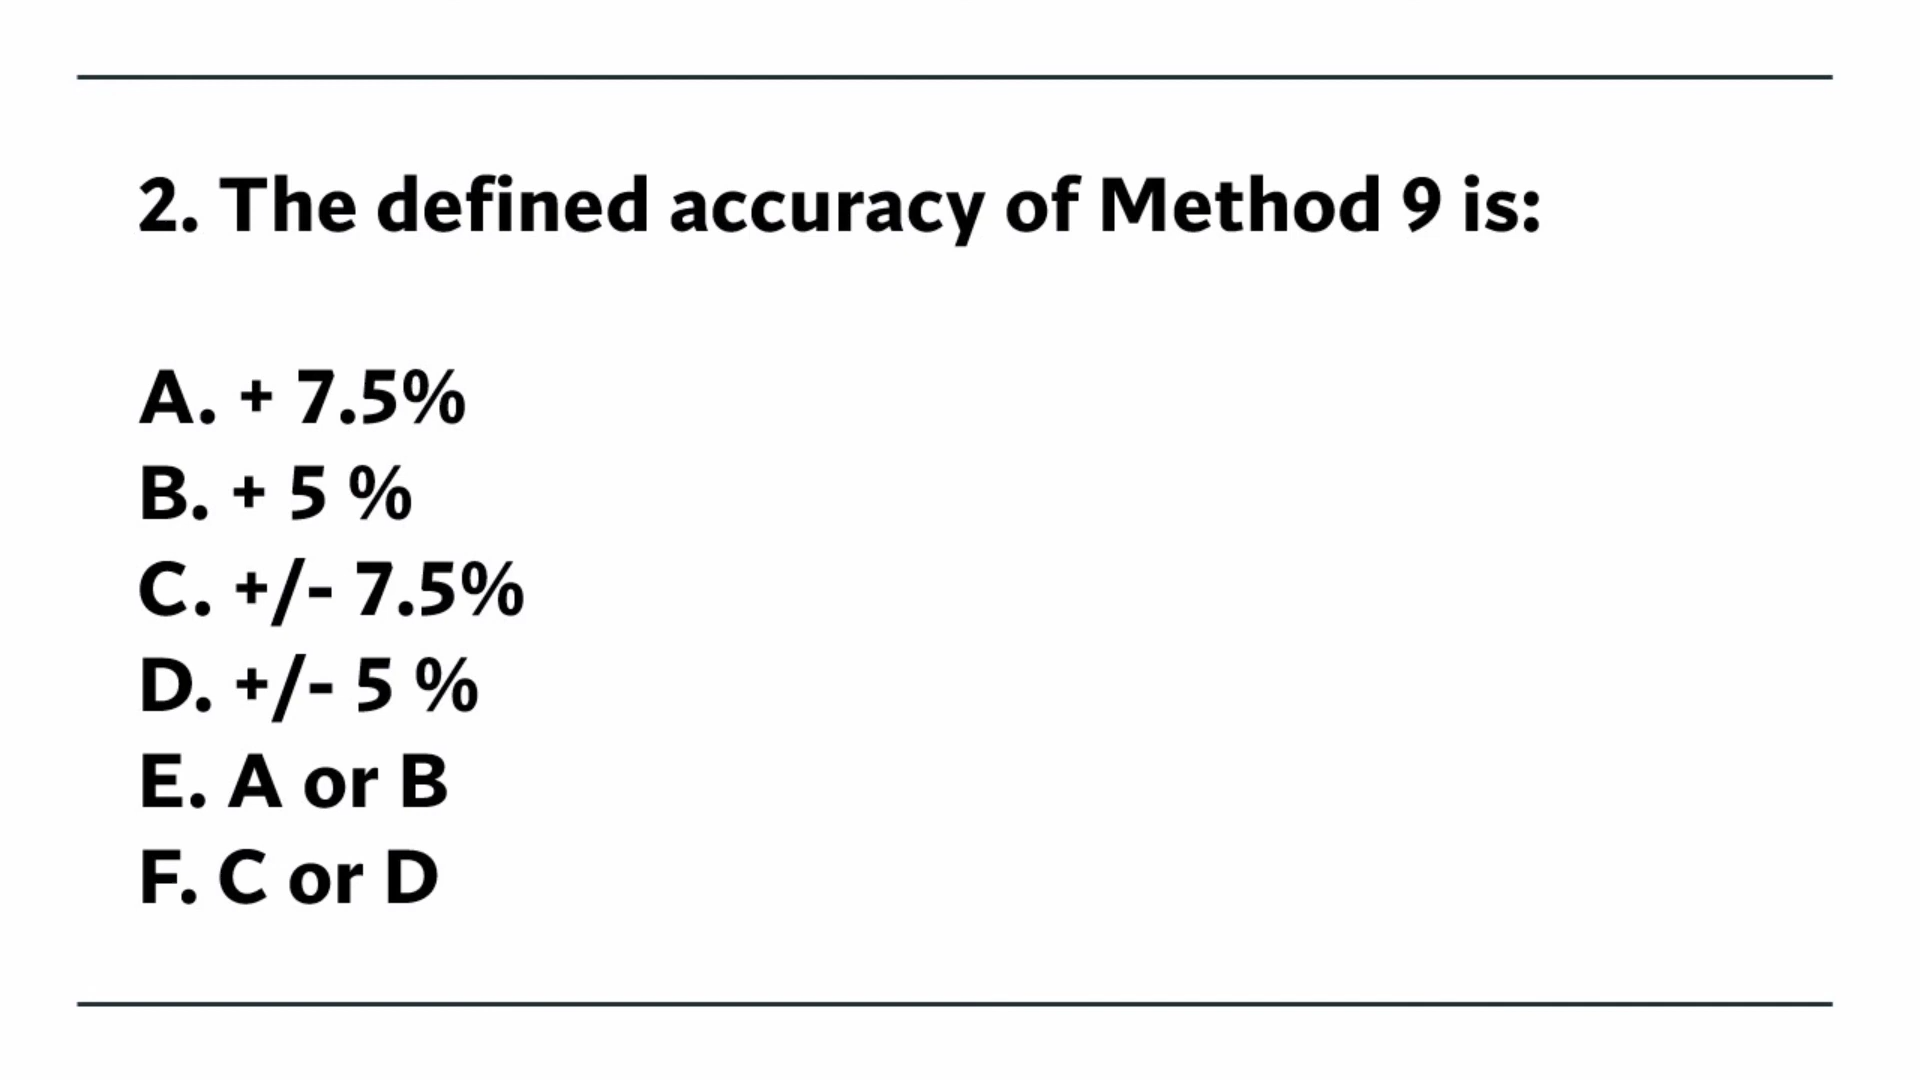 2. The defined accuracy of Method 9 is:
A. + 7.5%
B. + 5 %
C. +/- 7.5%
D. +/- 5 %
E. A or B
F. C or D